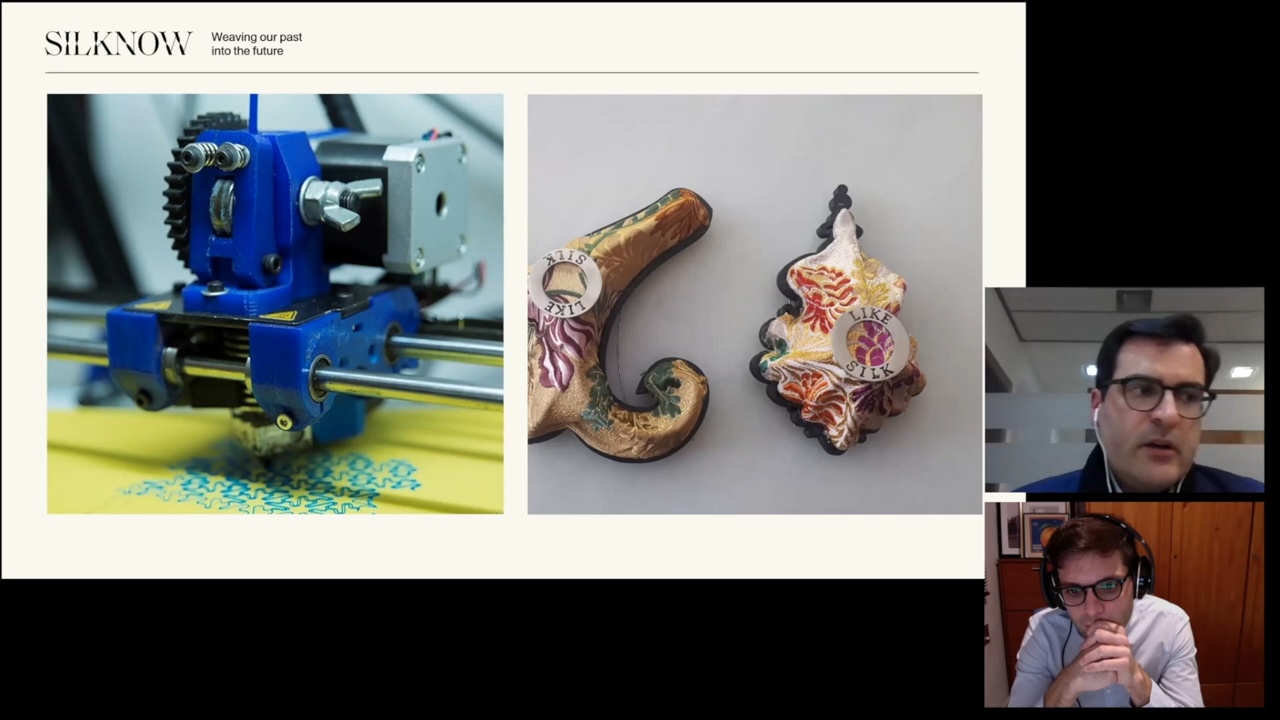 SILKNOW
Weaving our past
into the future
SILK
LIKE
LIKE
SILK